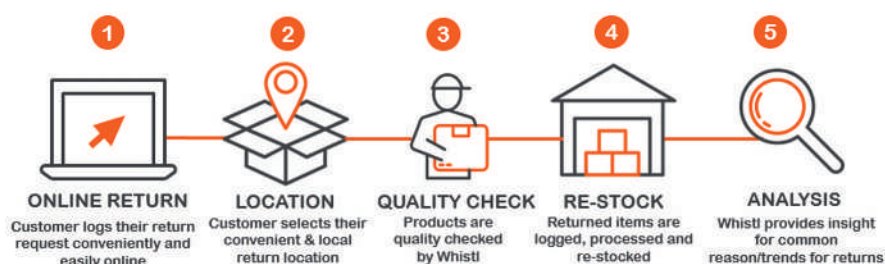 1
2
3
4
5
ONLINE RETURN
Customer logs their return
request conveniently and
easily online
LOCATION
Customer selects their
convenient & local
return location
QUALITY CHECK
Products are
quality checked
by Whistl
RE-STOCK
Returned items are
logged, processed and
re-stocked
ANALYSIS
Whistl provides insight
for common
reason/trends for returns